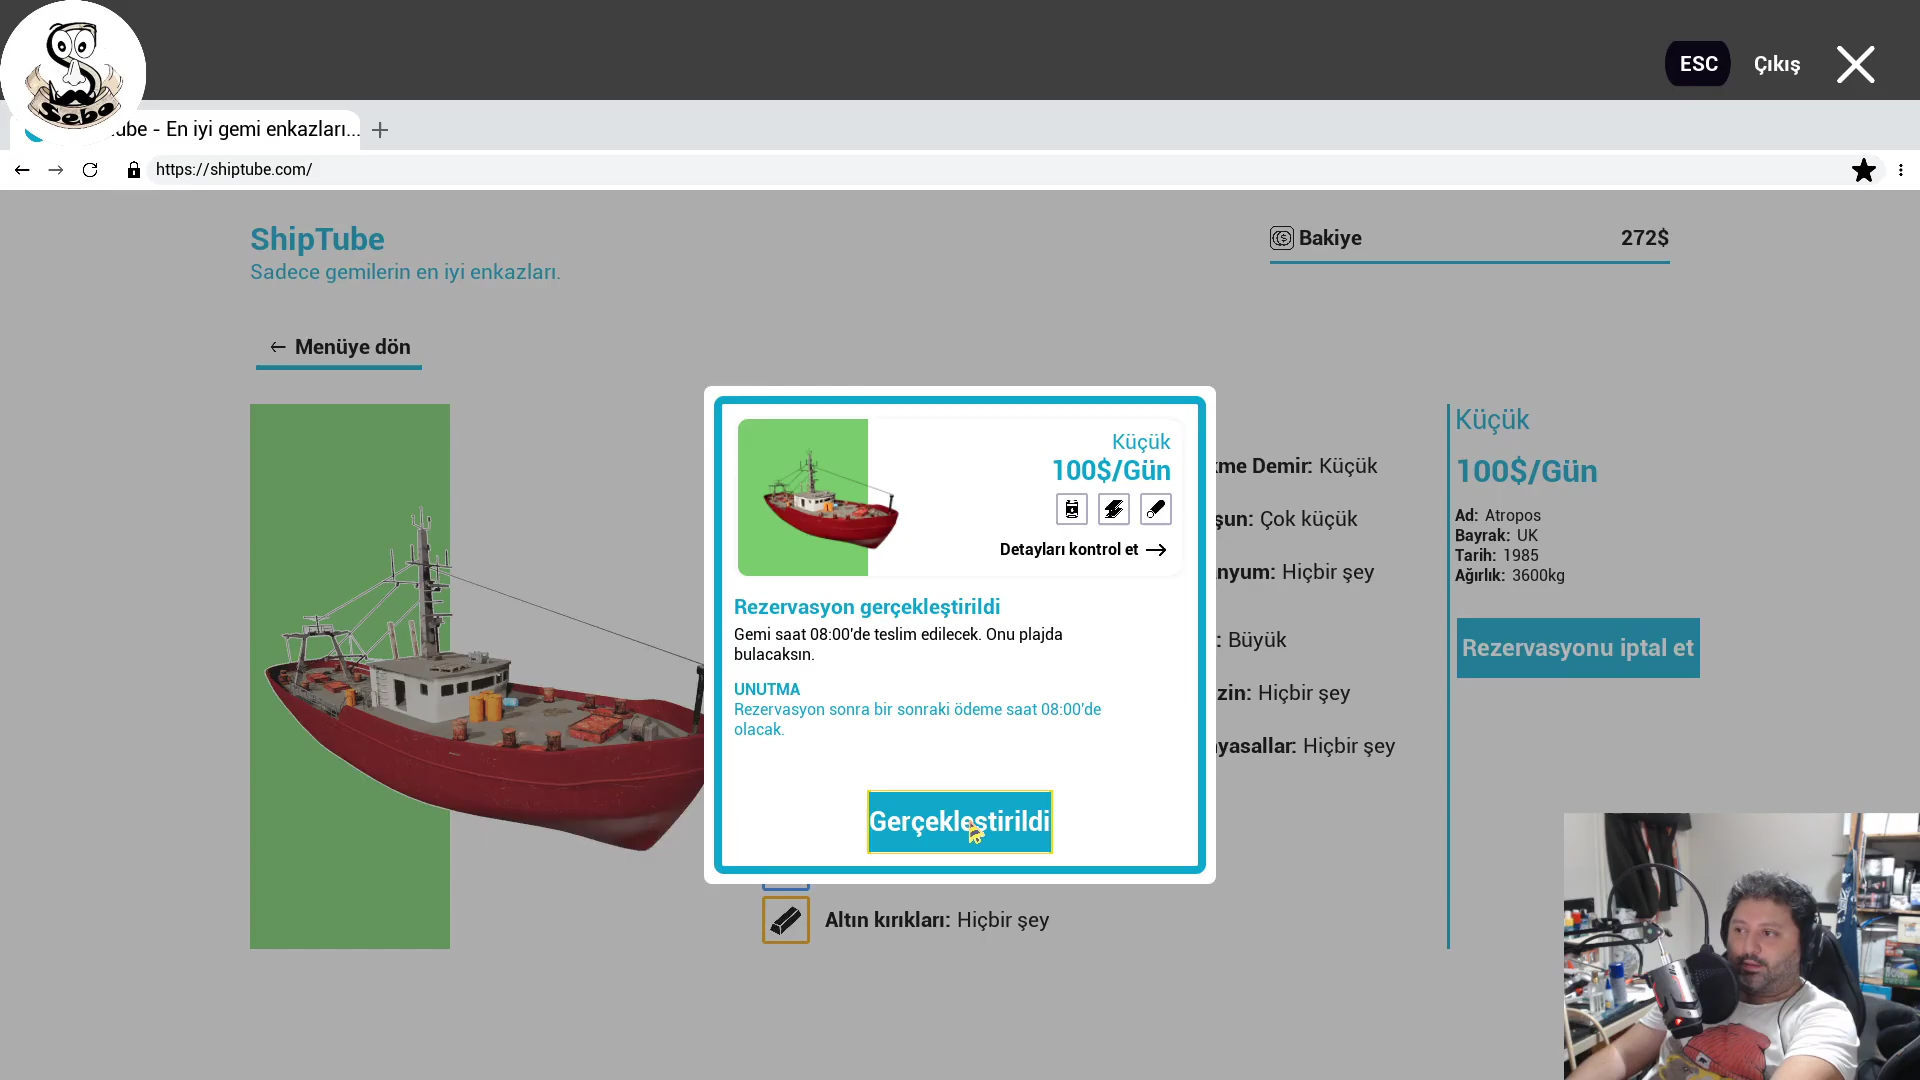 Sebo
ESC
Çıkış
ube - En iyi gemi enkazları...
https://shiptube.com/
ShipTube
Sadece gemilerin en iyi enkazları.
Bakiye
272$
Menüye dön
Küçük
100$/Gün
Detayları kontrol et
Rezervasyon gerçekleştirildi
Gemi saat 08:00'de teslim edilecek. Onu plajda
bulacaksın.
UNUTMA
Rezervasyon sonra bir sonraki ödeme saat 08:00'de
olacak.
Gerçekleştirildi
kme Demir: Küçük
şun: Çok küçük
nyum: Hiçbir şey
: Büyük
zin: Hiçbir şey
yasallar: Hiçbir şey
Altın kırıkları: Hiçbir şey
Küçük
100$/Gün
Ad: Atropos
Bayrak: UK
Tarih: 1985
Ağırlık: 3600kg
Rezervasyonu iptal et